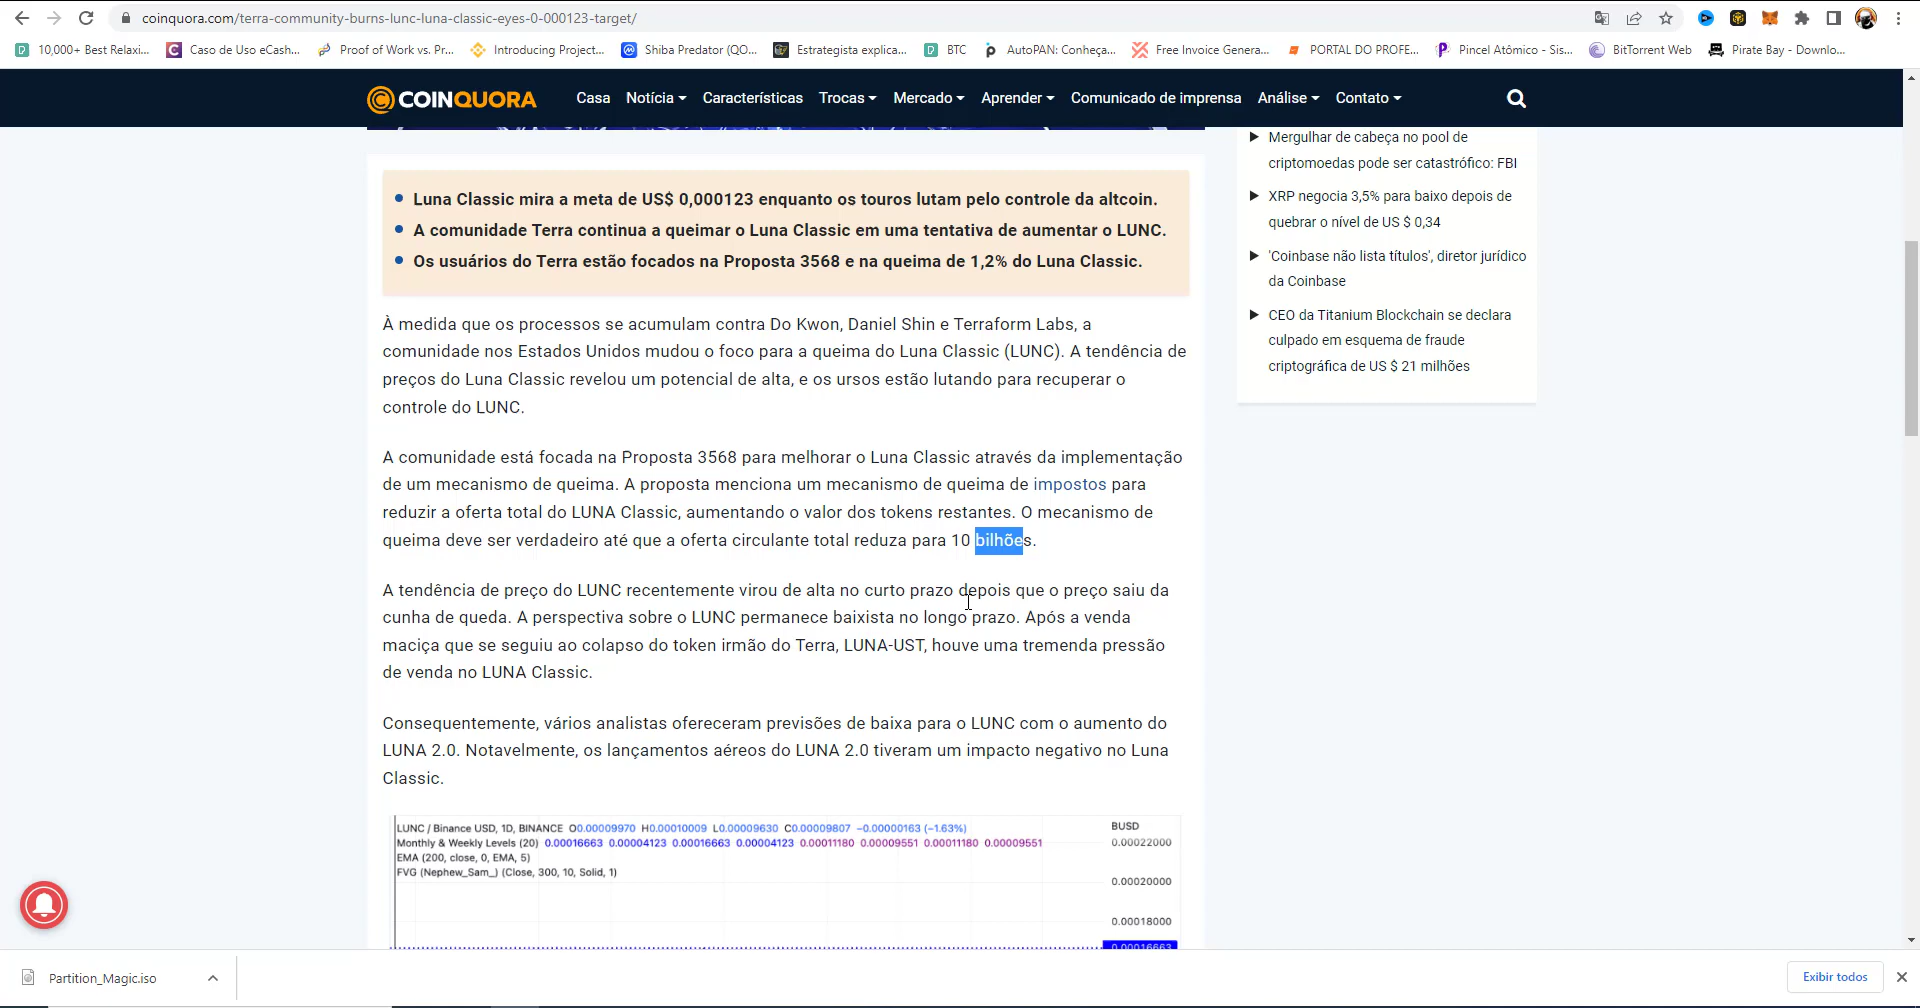 coinquora.com/terra-community-burns-lunc-luna-classic-eyes-0-000123-target/
10,000+ Best Relaxi...
Caso de Uso eCash...
Proof of Work vs. Pr...
Introducing Project...
Shiba Predator (QO...
Estrategista explica...
BTC
AutoPAN: Conheça...
Free Invoice Genera...
PORTAL DO PROFE...
Pincel Atômico - Sis...
BitTorrent Web
Pirate Bay - Downlo...
COINQUORA
Casa
Notícia
Características
Trocas
Mercado
Aprender
Comunicado de imprensa
Análise
Contato
Luna Classic mira a meta de US$ 0,000123 enquanto os touros lutam pelo controle da altcoin.
A comunidade Terra continua a queimar o Luna Classic em uma tentativa de aumentar o LUNC.
Os usuários do Terra estão focados na Proposta 3568 e na queima de 1,2% do Luna Classic.
À medida que os processos se acumulam contra Do Kwon, Daniel Shin e Terraform Labs, a
comunidade nos Estados Unidos mudou o foco para a queima do Luna Classic (LUNC). A tendência de
preços do Luna Classic revelou um potencial de alta, e os ursos estão lutando para recuperar o
controle do LUNC.
A comunidade está focada na Proposta 3568 para melhorar o Luna Classic através da implementação
de um mecanismo de queima. A proposta menciona um mecanismo de queima de impostos para
reduzir a oferta total do LUNA Classic, aumentando o valor dos tokens restantes. O mecanismo de
queima deve ser verdadeiro até que a oferta circulante total reduza para 10 bilhões.
A tendência de preço do LUNC recentemente virou de alta no curto prazo depois que o preço saiu da
cunha de queda. A perspectiva sobre o LUNC permanece baixista no longo prazo. Após a venda
maciça que se seguiu ao colapso do token irmão do Terra, LUNA-UST, houve uma tremenda pressão
de venda no LUNA Classic.
Consequentemente, vários analistas ofereceram previsões de baixa para o LUNC com o aumento do
LUNA 2.0. Notavelmente, os lançamentos aéreos do LUNA 2.0 tiveram um impacto negativo no Luna
Classic.
LUNC / Binance USD, 1D, BINANCE O0.00009970 H0.00010009 L0.00009630 C0.00009807 −0.00000163 (−1.63%)
Monthly & Weekly Levels (20) 0.00016663 0.00004123 0.00016663 0.00004123 0.00011180 0.00009551 0.00011180 0.00009551
EMA (200, close, 0, EMA, 5)
FVG (Nephew_Sam_) (Close, 300, 10, Solid, 1)
BUSD
0.00022000
0.00020000
0.00018000
0.00016663
Mergulhar de cabeça no pool de
criptomoedas pode ser catastrófico: FBI
XRP negocia 3,5% para baixo depois de
quebrar o nível de US $ 0,34
'Coinbase não lista títulos', diretor jurídico
da Coinbase
CEO da Titanium Blockchain se declara
culpado em esquema de fraude
criptográfica de US $ 21 milhões
Partition_Magic.iso
Exibir todos